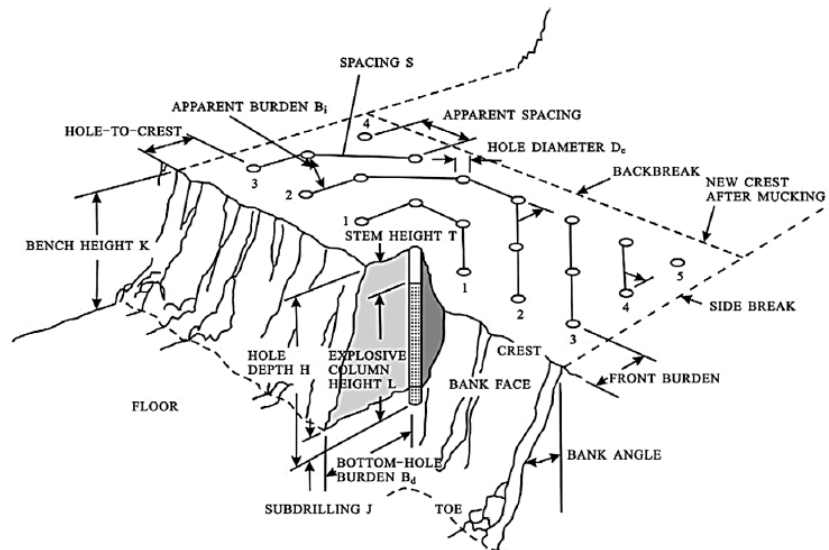 SPACING S
APPARENT BURDEN Bi
4
APPARENT SPACING
HOLE-TO-CREST
HOLE DIAMETER Dc
3
2
BACKBREAK
NEW CREST
AFTER MUCKING
1
BENCH HEIGHT K
STEM HEIGHT T
1
5
2
4
SIDE BREAK
3
CREST
HOLE
DEPTH H
EXPLOSIVE
COLUMN
HEIGHT L
BANK FACE
FRONT BURDEN
FLOOR
BOTTOM-HOLE
BURDEN Bd
BANK ANGLE
SUBDRILLING J
TOE